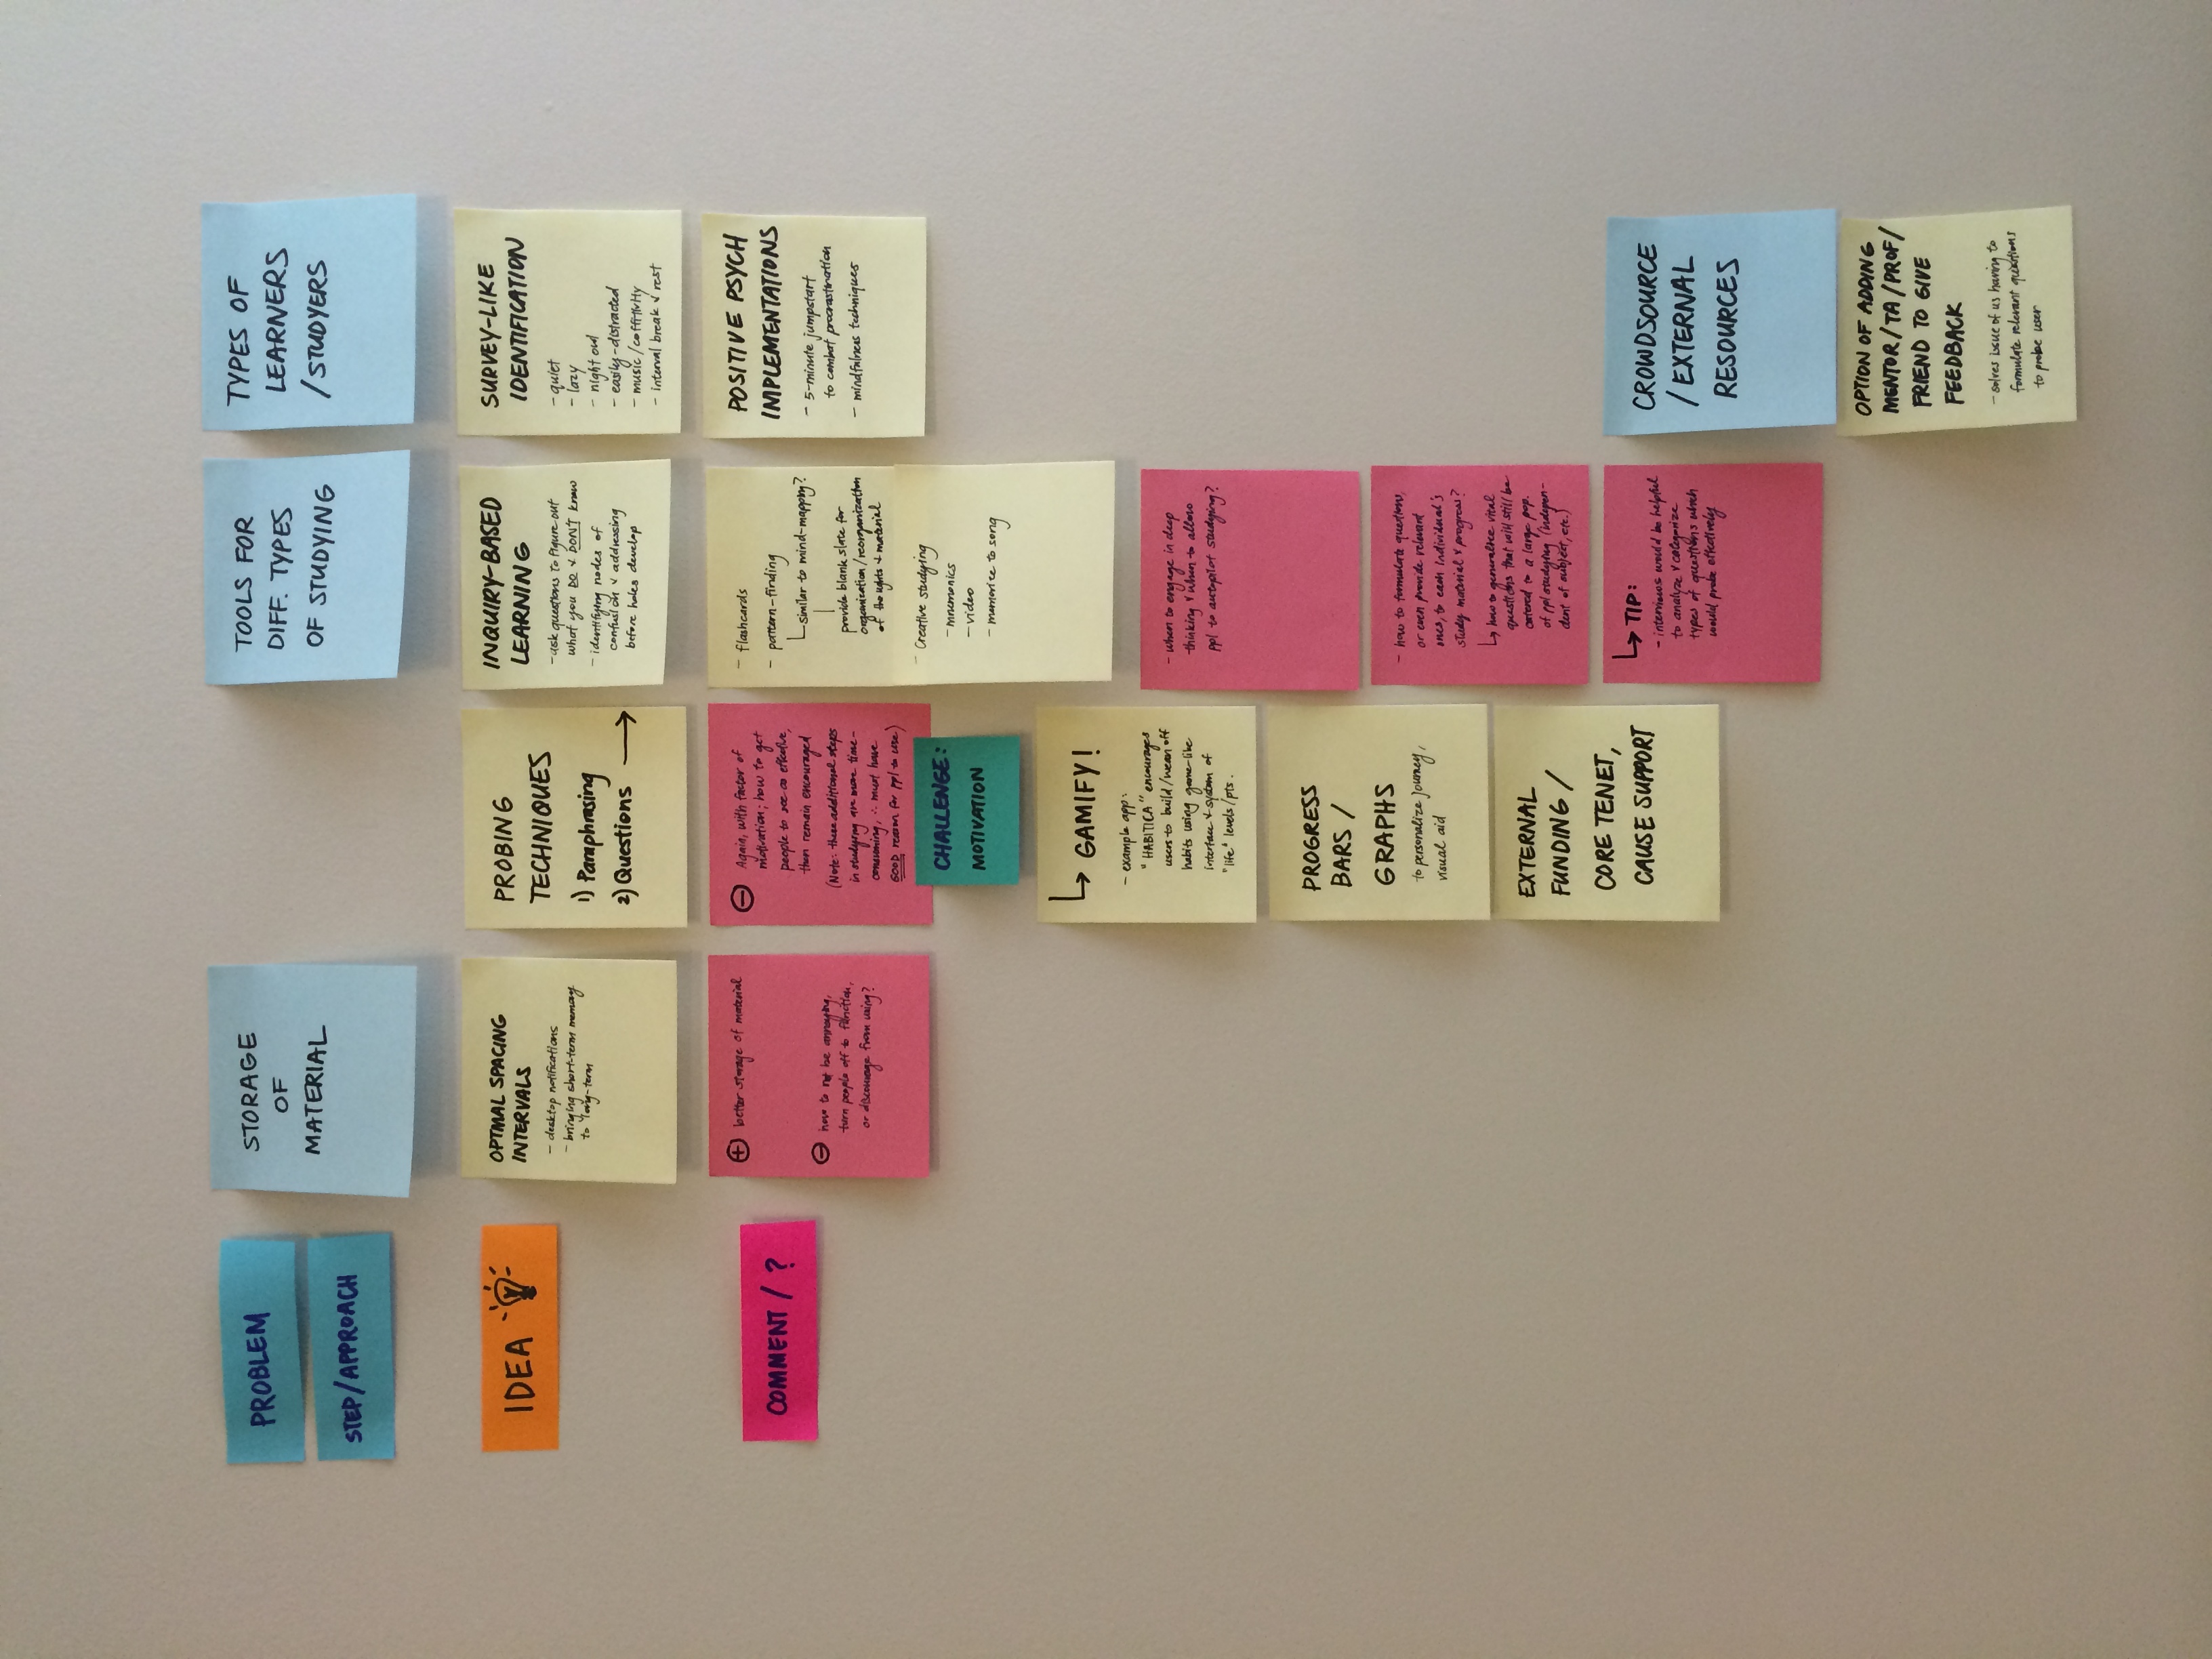 PROBLEM
STEP/APPROACH
STORAGE
OF
MATERIAL
TOOLS FOR
DIFF. TYPES
OF STUDYING
TYPES OF
LEARNERS
/STUDYERS
IDEA
OPTMAL SPACING
INTERVALS
- desktop notifications
- bringing short-term memory
to long-term
PROBING
TECHNIQUES
1) Paraphrasing
2) Questions →
INQUIRY-BASED
LEARNING
- ask questions to figure out
what you DO & DON'T know
- identifying nodes of
confusion & addressing
before holes develop
SURVEY-LIKE
IDENTIFICATION
- quiet
- lazy
- night owl
- easily-distracted
- music/
- interval break & rest
COMMENT / ?
+ better storage of material
- how to not be annoying,
turn people off to function,
or discourage from using?
- Again, with factor of
motivation; how to get
people to see as effective,
then remain encouraged
(Note: these additional steps
in studying are more time-
consuming, ∴ must have
GOOD reason for ppl to use)
CHALLENGE:
MOTIVATION
↳ GAMIFY!
- example app:
"HABITICA" encourages
users to build/wean off
habits using game-like
interface & system of
"life" levels/pts.
PROGRESS
BARS /
GRAPHS
to personalize journey,
visual aid
EXTERNAL
FUNDING /
CORE TENET,
CAUSE SUPPORT
- flashcards
- pattern-finding
similar to mind-mapping?
provide blank slate for
organization/reorganization
of thoughts & material
- Creative studying
- mnemonics
- video
- memorize to song
- when to engage in deep
thinking & when to allow
ppl to autopilot studying?
- how to formulate questions,
or even provide relevant
ones, to each individual's
study material & progress?
↳ how to generalize vital
questions that will still be
catered to a large pop.
of ppl studying (indepen-
dent of subject, etc.)
↳ TIP:
- interviews would be helpful
to analyze & categorize
types of questions which
would probe effectively
POSITIVE PSYCH
IMPLEMENTATIONS
- 5-minute jumpstart
to combat procrastination
- mindfulness techniques
CROWDSOURCE
/ EXTERNAL
RESOURCES
OPTION OF ADDING
MENTOR/TA/PROF/
FRIEND TO GIVE
FEEDBACK
- solves issue of us having to
formulate relevant questions
to probe user